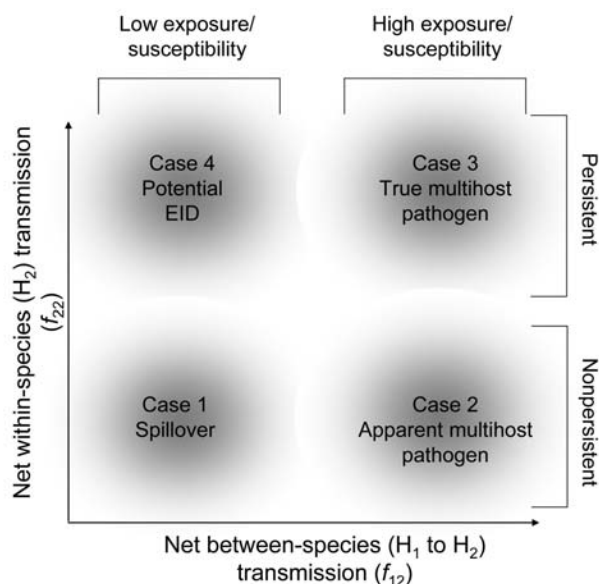 Low exposure/
susceptibility
High exposure/
susceptibility
Net within-species (H2) transmission
(f22)
Case 4
Potential
EID
Case 3
True multihost
pathogen
Persistent
Case 1
Spillover
Case 2
Apparent multihost
pathogen
Nonpersistent
Net between-species (H1 to H2)
transmission (f12)